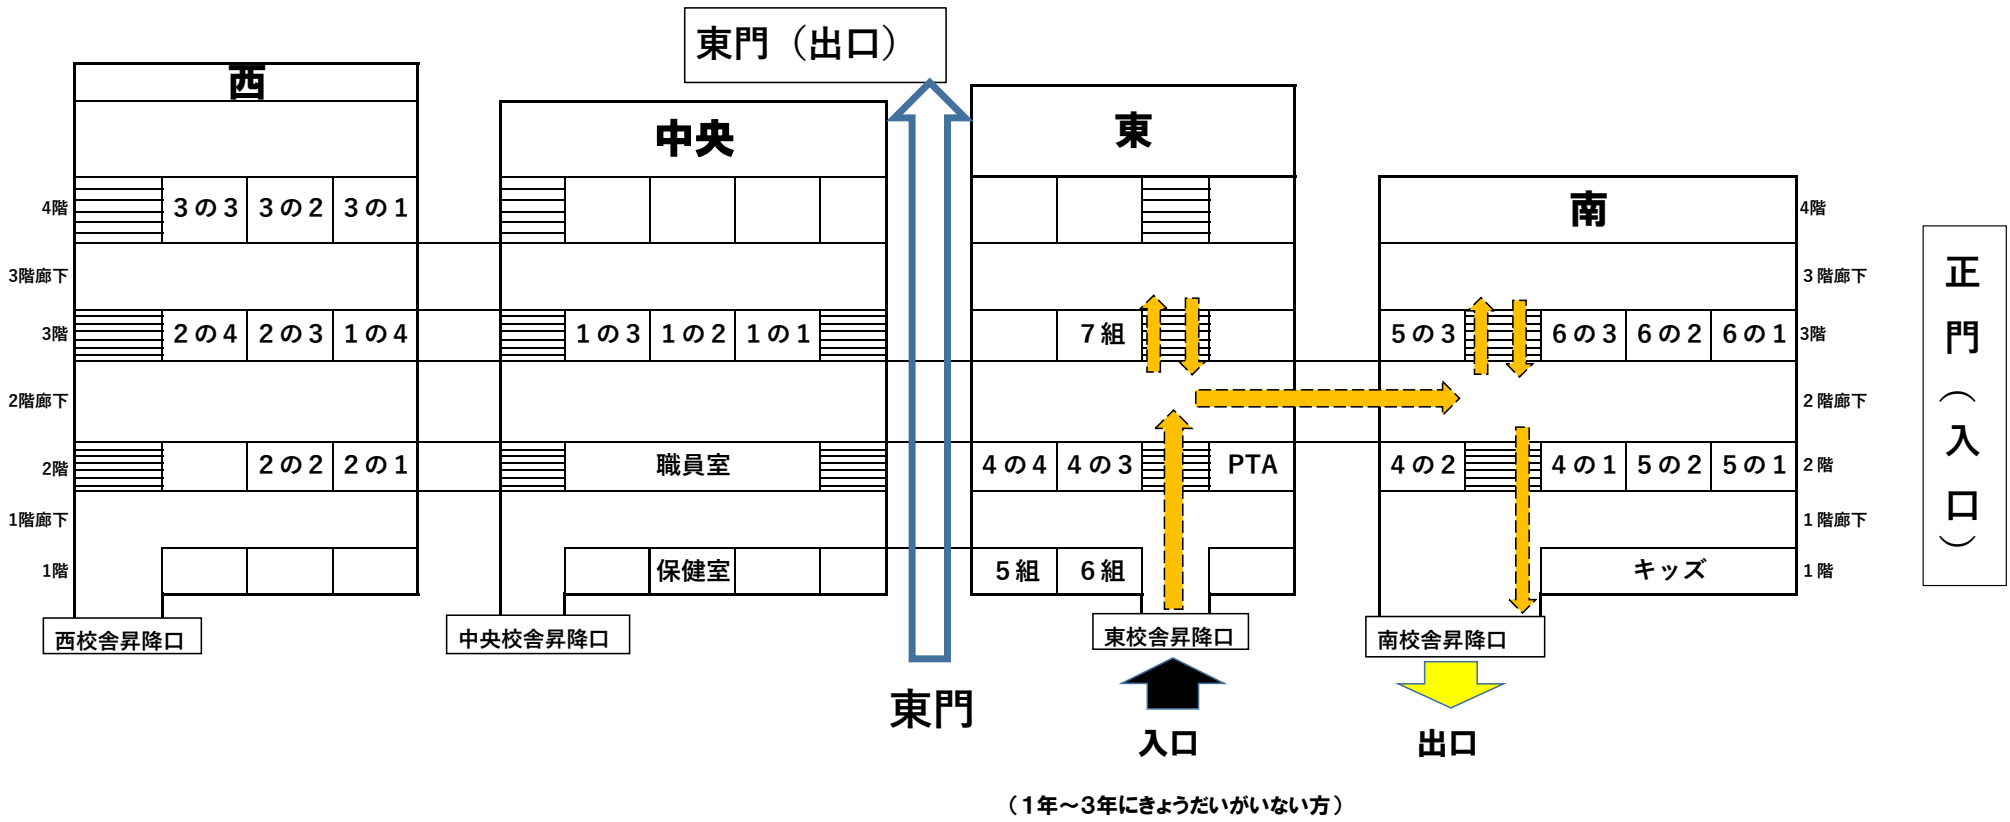 東門（出口）
西
中央
東
南
4階
３の３
３の２
３の１
4階
3階廊下
３階廊下
3階
２の４
２の３
１の４
１の３
１の２
１の１
７組
５の３
６の３
６の２
６の１
3階
2階廊下
２階廊下
2階
２の２
２の１
職員室
４の４
４の３
PTA
４の２
４の１
５の２
５の１
２階
1階廊下
１階廊下
1階
保健室
５組
６組
キッズ
１階
正門（入口）
西校舎昇降口
中央校舎昇降口
東校舎昇降口
南校舎昇降口
東門
入口
出口
（１年～３年にきょうだいがいない方）